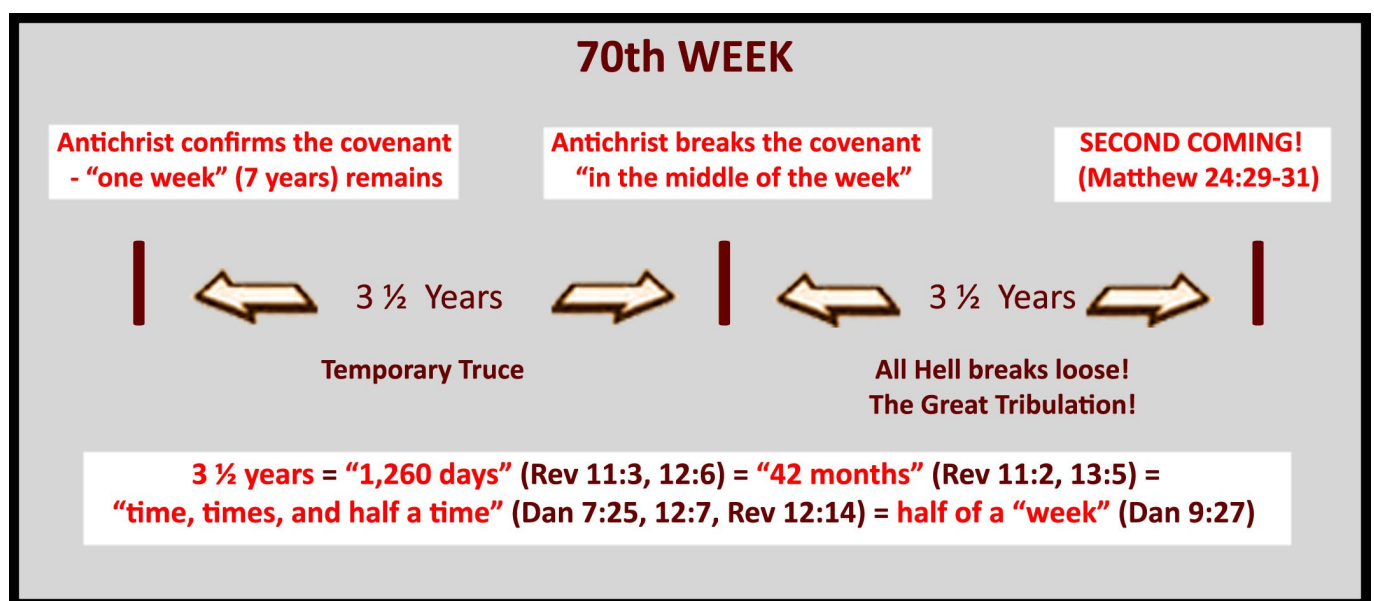 70th WEEK
Antichrist confirms the covenant
- “one week” (7 years) remains
Antichrist breaks the covenant
“in the middle of the week”
SECOND COMING!
(Matthew 24:29-31)
3 ½ Years
3 ½ Years
Temporary Truce
All Hell breaks loose!
The Great Tribulation!
3 ½ years = “1,260 days” (Rev 11:3, 12:6) = “42 months” (Rev 11:2, 13:5) =
“time, times, and half a time” (Dan 7:25, 12:7, Rev 12:14) = half of a “week” (Dan 9:27)